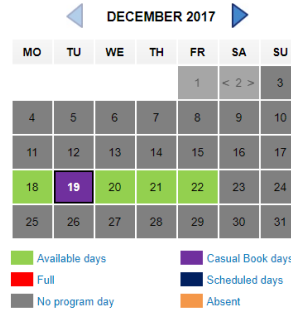 DECEMBER 2017
MO TU WE TH FR SA SU
1 < 2 > 3
4 5 6 7 8 9 10
11 12 13 14 15 16 17
18 19 20 21 22 23 24
25 26 27 28 29 30 31
Available days Casual Book days
Full Scheduled days
No program day Absent